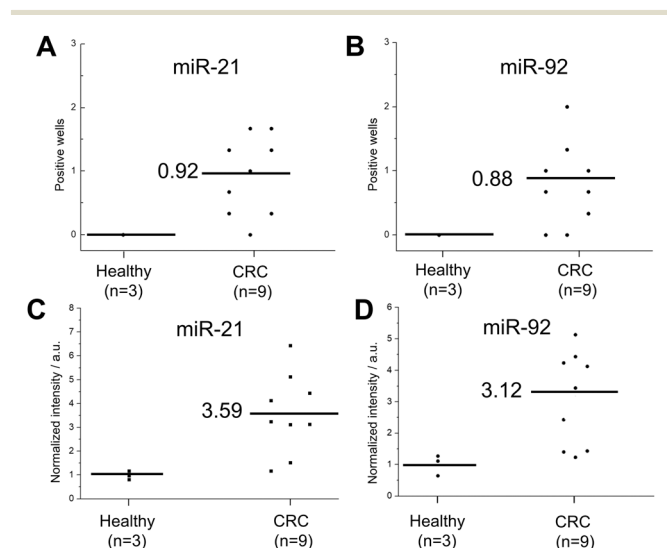 A
miR-21
Positive wells
3
2
1
0
0.92
Healthy
(n=3)
CRC
(n=9)
B
miR-92
Positive wells
3
2
1
0
0.88
Healthy
(n=3)
CRC
(n=9)
C
miR-21
Normalized intensity / a.u.
8
7
6
5
4
3
2
1
0
3.59
Healthy
(n=3)
CRC
(n=9)
D
miR-92
Normalized intensity / a.u.
6
5
4
3
2
1
0
3.12
Healthy
(n=3)
CRC
(n=9)